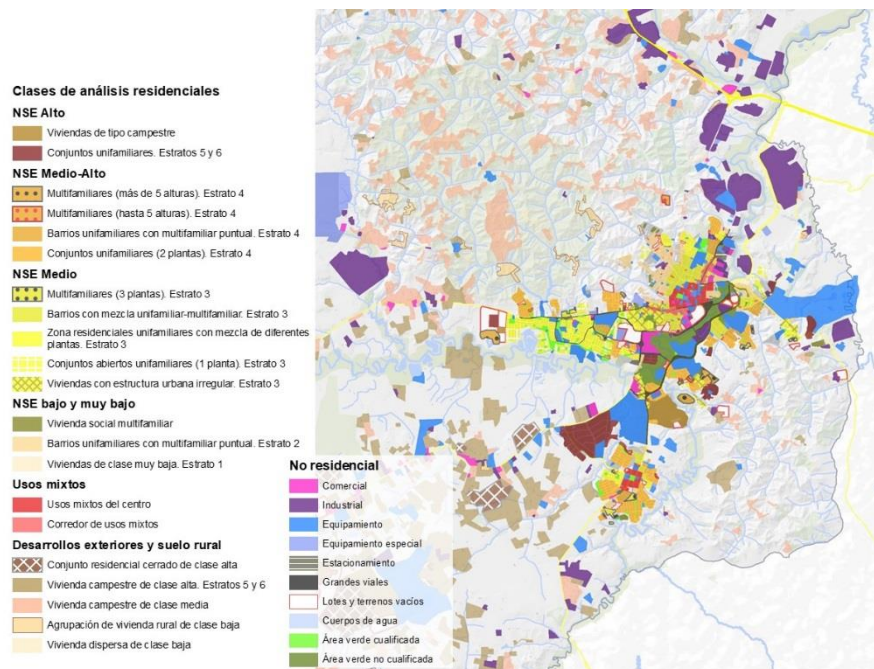 Clases de análisis residenciales
NSE Alto
Viviendas de tipo campestre
Conjuntos unifamiliares. Estratos 5 y 6
NSE Medio-Alto
Multifamiliares (más de 5 alturas). Estrato 4
Multifamiliares (hasta 5 alturas). Estrato 4
Barrios unifamiliares con multifamiliar puntual. Estrato 4
Conjuntos unifamiliares (2 plantas). Estrato 4
NSE Medio
Multifamiliares (3 plantas). Estrato 3
Barrios con mezcla unifamiliar-multifamiliar. Estrato 3
Zona residenciales unifamiliares con mezcla de diferentes
plantas. Estrato 3
Conjuntos abiertos unifamiliares (1 planta). Estrato 3
Viviendas con estructura urbana irregular. Estrato 3
NSE bajo y muy bajo
Vivienda social multifamiliar
Barrios unifamiliares con multifamiliar puntual. Estrato 2
Viviendas de clase muy baja. Estrato 1
Usos mixtos
Usos mixtos del centro
Corredor de usos mixtos
Desarrollos exteriores y suelo rural
Conjunto residencial cerrado de clase alta
Vivienda campestre de clase alta. Estratos 5 y 6
Vivienda campestre de clase media
Agrupación de vivienda rural de clase baja
Vivienda dispersa de clase baja
No residencial
Comercial
Industrial
Equipamiento
Equipamiento especial
Estacionamiento
Grandes viales
Lotes y terrenos vacíos
Cuerpos de agua
Área verde cualificada
Área verde no cualificada